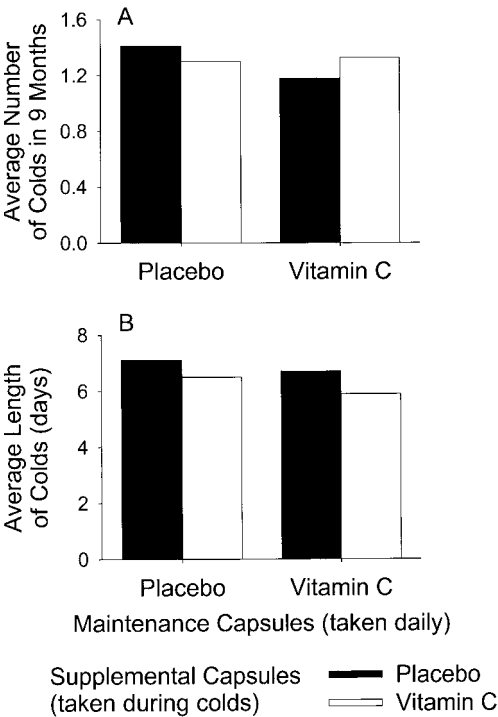 A
Average Number
of Colds in 9 Months
1.6
1.2
0.8
0.4
0.0
Placebo
Vitamin C
B
Average Length
of Colds (days)
8
6
4
2
0
Placebo
Vitamin C
Maintenance Capsules (taken daily)
Supplemental Capsules
(taken during colds)
Placebo
Vitamin C